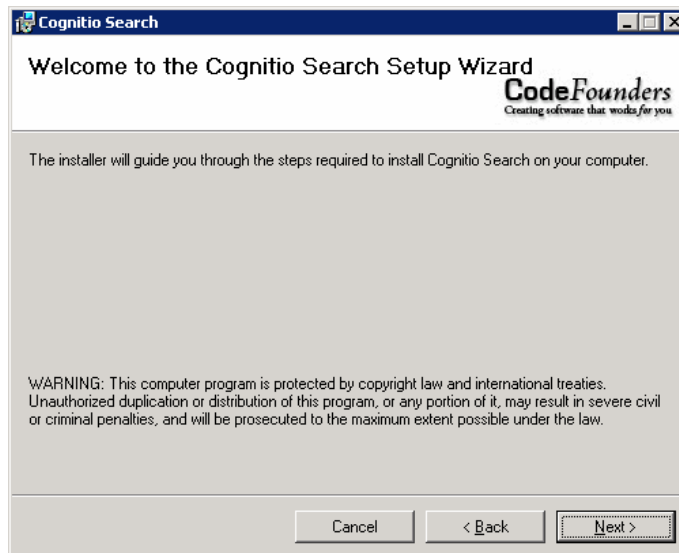 Cognitio Search
Welcome to the Cognitio Search Setup Wizard
CodeFounders
Creating software that works for you
The installer will guide you through the steps required to install Cognitio Search on your computer.
WARNING: This computer program is protected by copyright law and international treaties.
Unauthorized duplication or distribution of this program, or any portion of it, may result in severe civil
or criminal penalties, and will be prosecuted to the maximum extent possible under the law.
Cancel
< Back
Next >